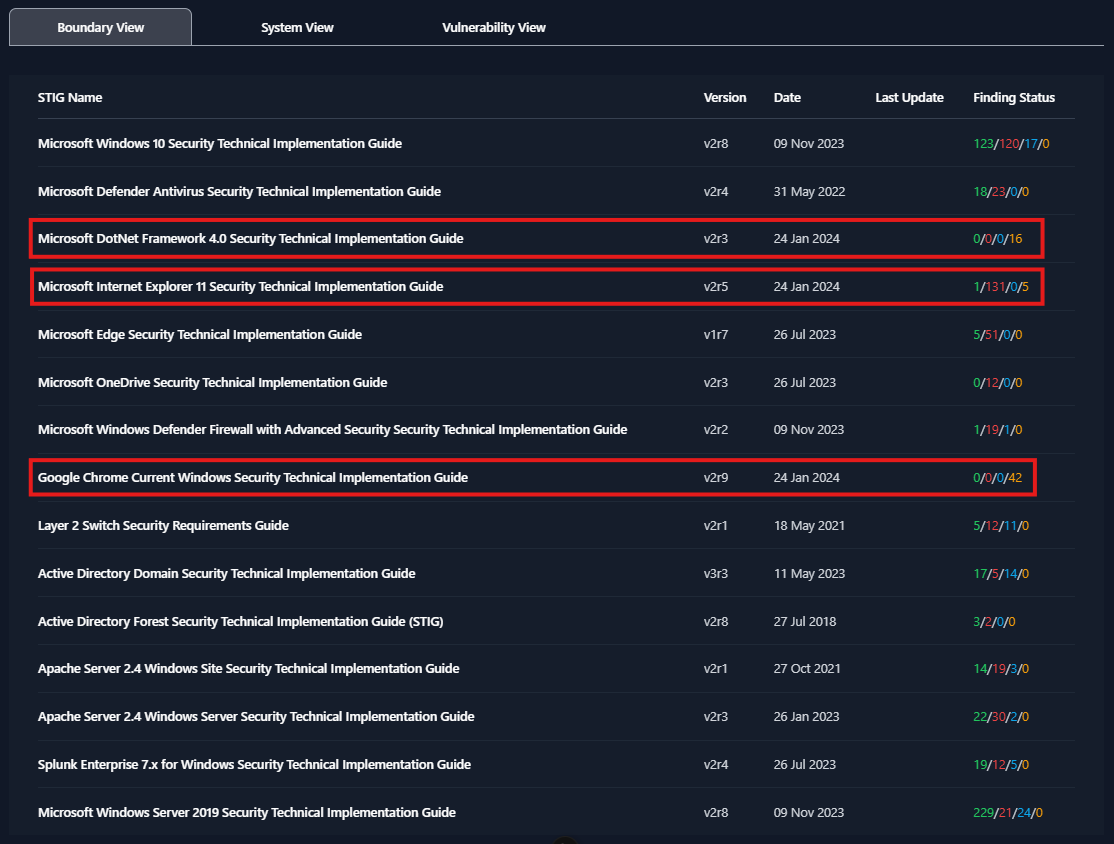 Boundary View System View Vulnerability View
STIG Name Version Date Last Update Finding Status
Microsoft Windows 10 Security Technical Implementation Guide v2r8 09 Nov 2023 123/120/17/0
Microsoft Defender Antivirus Security Technical Implementation Guide v2r4 31 May 2022 18/23/0/0
Microsoft DotNet Framework 4.0 Security Technical Implementation Guide v2r3 24 Jan 2024 0/0/0/16
Microsoft Internet Explorer 11 Security Technical Implementation Guide v2r5 24 Jan 2024 1/131/0/5
Microsoft Edge Security Technical Implementation Guide v1r7 26 Jul 2023 5/51/0/0
Microsoft OneDrive Security Technical Implementation Guide v2r3 26 Jul 2023 0/12/0/0
Microsoft Windows Defender Firewall with Advanced Security Security Technical Implementation Guide v2r2 09 Nov 2023 1/19/1/0
Google Chrome Current Windows Security Technical Implementation Guide v2r9 24 Jan 2024 0/0/0/42
Layer 2 Switch Security Requirements Guide v2r1 18 May 2021 5/12/11/0
Active Directory Domain Security Technical Implementation Guide v3r3 11 May 2023 17/5/14/0
Active Directory Forest Security Technical Implementation Guide (STIG) v2r8 27 Jul 2018 3/2/0/0
Apache Server 2.4 Windows Site Security Technical Implementation Guide v2r1 27 Oct 2021 14/19/3/0
Apache Server 2.4 Windows Server Security Technical Implementation Guide v2r3 26 Jan 2023 22/30/2/0
Splunk Enterprise 7.x for Windows Security Technical Implementation Guide v2r4 26 Jul 2023 19/12/5/0
Microsoft Windows Server 2019 Security Technical Implementation Guide v2r8 09 Nov 2023 229/21/24/0